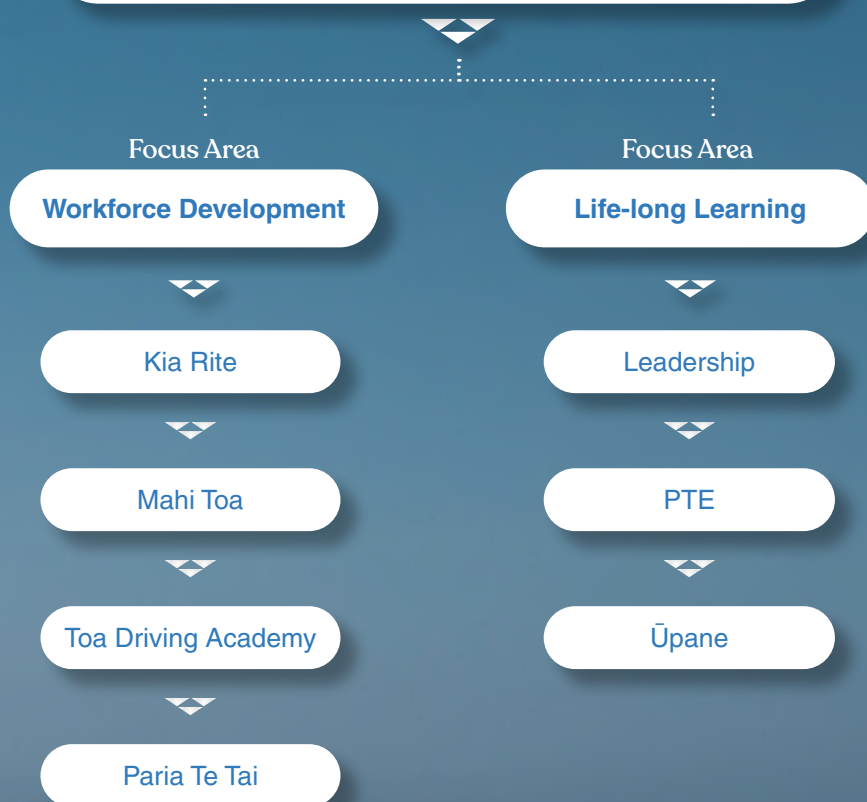 Focus Area
Workforce Development
Kia Rite
Mahi Toa
Toa Driving Academy
Paria Te Tai
Focus Area
Life-long Learning
Leadership
PTE
Ūpane